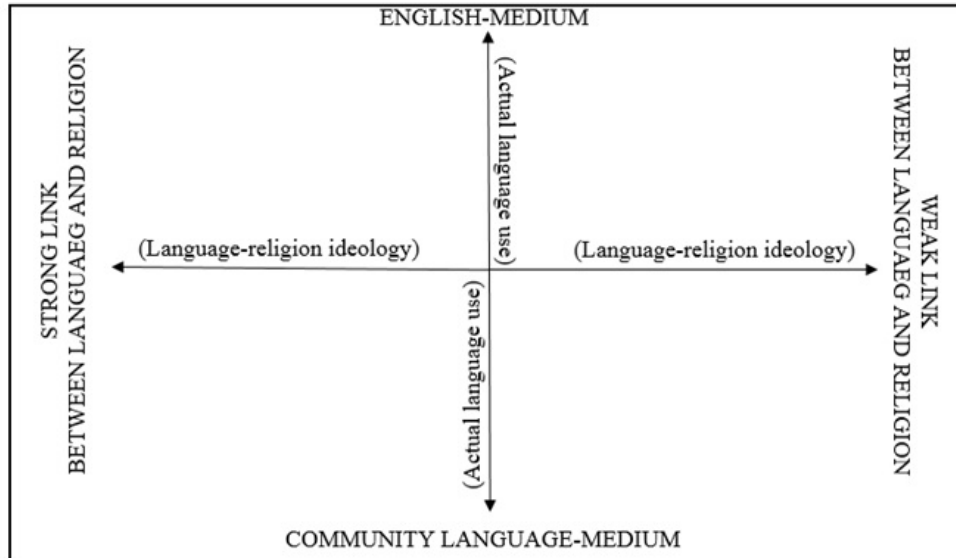 ENGLISH-MEDIUM
(Actual language use)
STRONG LINK
BETWEEN LANGUAEG AND RELIGION
(Language-religion ideology)
(Language-religion ideology)
WEAK LINK
BETWEEN LANGUAEG AND RELIGION
(Actual language use)
COMMUNITY LANGUAGE-MEDIUM